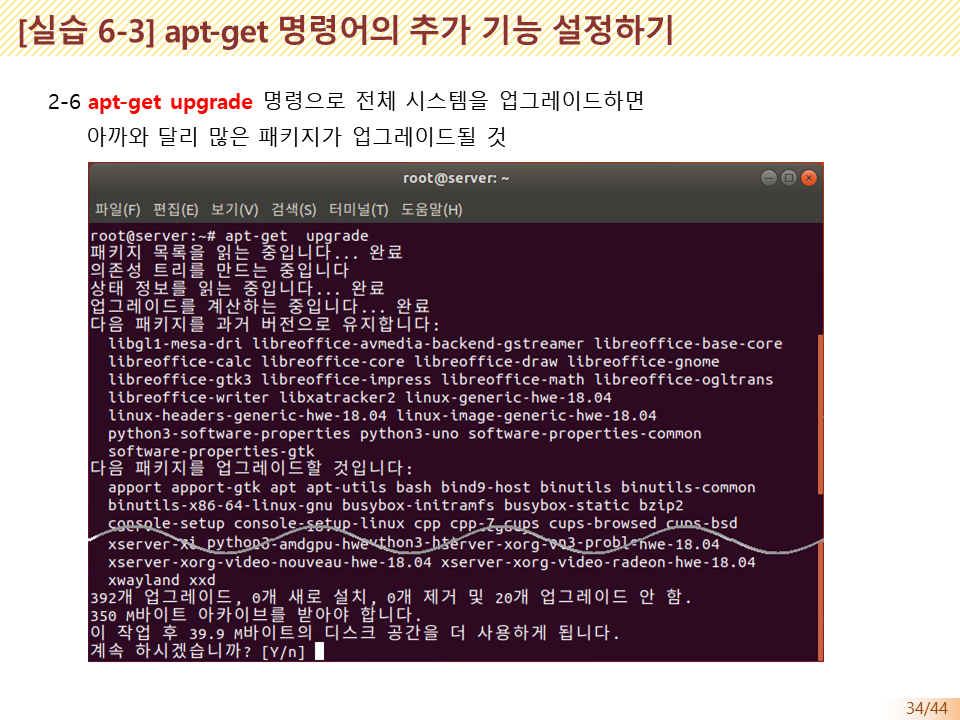 [실습 6-3] apt-get 명령어의 추가 기능 설정하기
2-6 apt-get upgrade 명령으로 전체 시스템을 업그레이드하면
아까와 달리 많은 패키지가 업그레이드될 것
root@server: ~
파일(F) 편집(E) 보기(V) 검색(S) 터미널(T) 도움말(H)
root@server:~# apt-get  upgrade
패키지 목록을 읽는 중입니다... 완료
의존성 트리를 만드는 중입니다
상태 정보를 읽는 중입니다... 완료
업그레이드를 계산하는 중입니다... 완료
다음 패키지를 과거 버전으로 유지합니다:
libgl1-mesa-dri libreoffice-avmedia-backend-gstreamer libreoffice-base-core
libreoffice-calc libreoffice-core libreoffice-draw libreoffice-gnome
libreoffice-gtk3 libreoffice-impress libreoffice-math libreoffice-ogltrans
libreoffice-writer libxatracker2 linux-generic-hwe-18.04
linux-headers-generic-hwe-18.04 linux-image-generic-hwe-18.04
python3-software-properties python3-uno software-properties-common
software-properties-gtk
다음 패키지를 업그레이드할 것입니다:
apport apport-gtk apt apt-utils bash bind9-host binutils binutils-common
binutils-x86-64-linux-gnu busybox-initramfs busybox-static bzip2
console-setup console-setup-linux cpp cpp-7 cups cups-browsed cups-bsd
xserver-xorg-video-nouveau-hwe-18.04 xserver-xorg-video-radeon-hwe-18.04
xwayland xxd
392개 업그레이드, 0개 새로 설치, 0개 제거 및 20개 업그레이드 안 함.
350 M바이트 아카이브를 받아야 합니다.
이 작업 후 39.9 M바이트의 디스크 공간을 더 사용하게 됩니다.
계속 하시겠습니까? [Y/n]
34/44